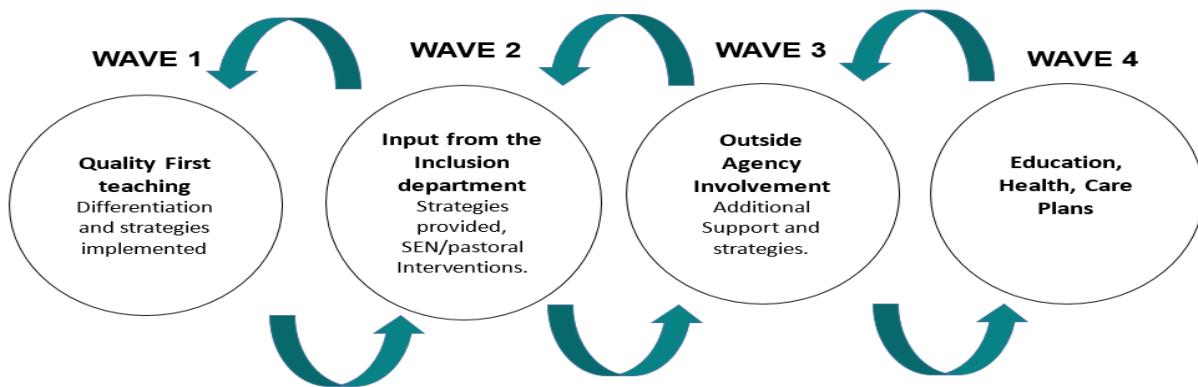 WAVE 1
Quality First
teaching
Differentiation
and strategies
implemented
WAVE 2
Input from the
Inclusion
department
Strategies
provided,
SEN/pastoral
Interventions.
WAVE 3
Outside
Agency
Involvement
Additional
Support and
strategies.
WAVE 4
Education,
Health, Care
Plans